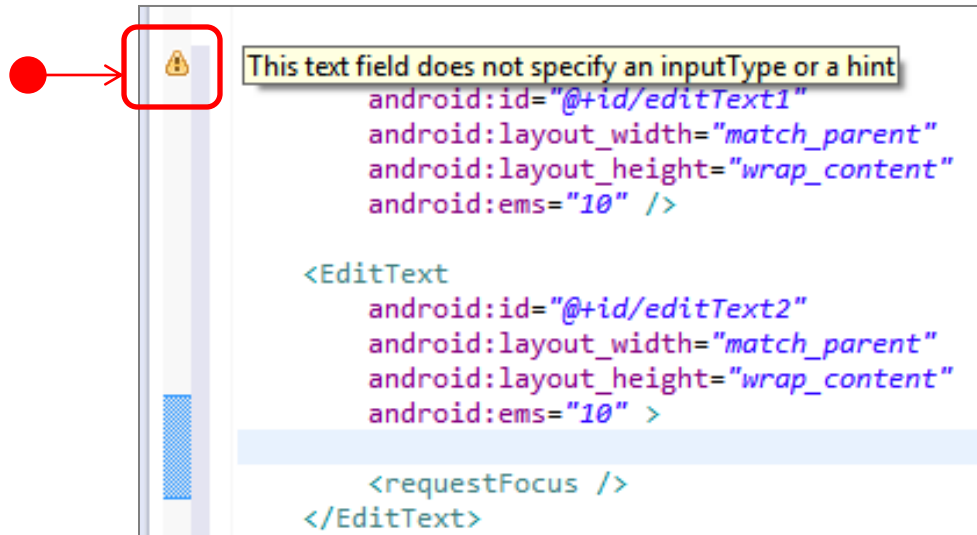 This text field does not specify an inputType or a hint
android:id="@+id/editText1"
android:layout_width="match_parent"
android:layout_height="wrap_content"
android:ems="10" />
<EditText
android:id="@+id/editText2"
android:layout_width="match_parent"
android:layout_height="wrap_content"
android:ems="10" >
<requestFocus />
</EditText>